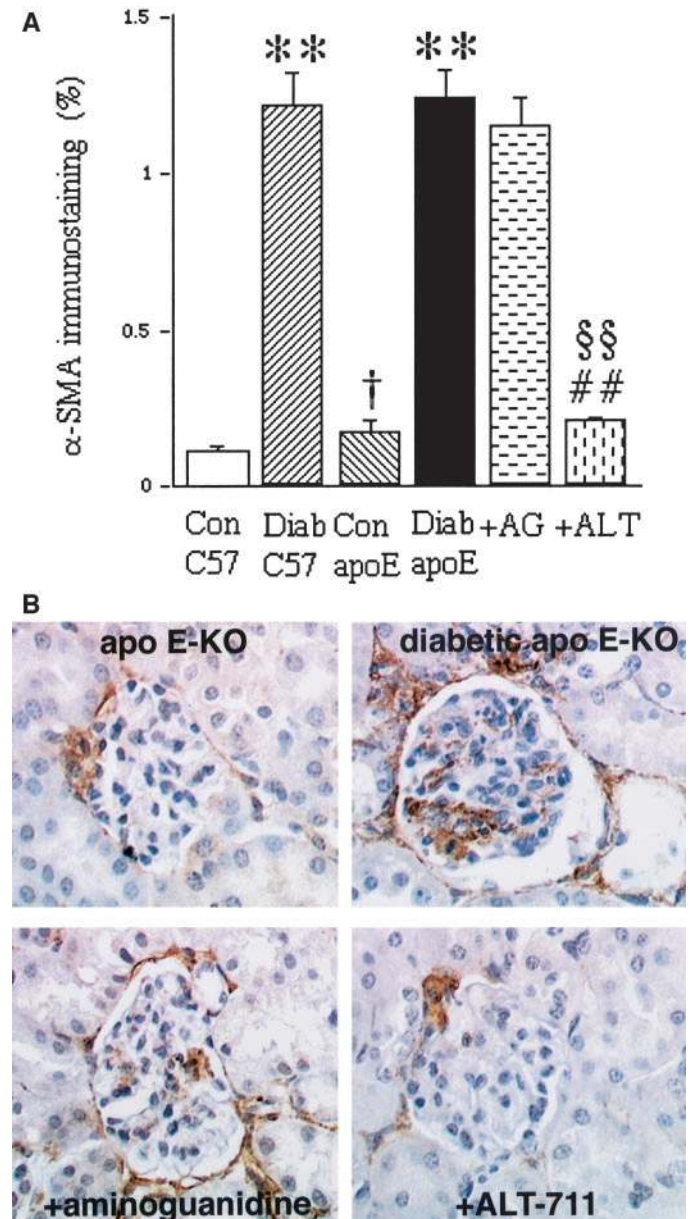 A
α-SMA immunostaining (%)
1.5
1
0.5
0
**
**
†
§§
##
Con C57
Diab C57
Con apoE
Diab apoE
+AG
+ALT
B
apo E-KO
diabetic apo E-KO
+aminoguanidine
+ALT-711